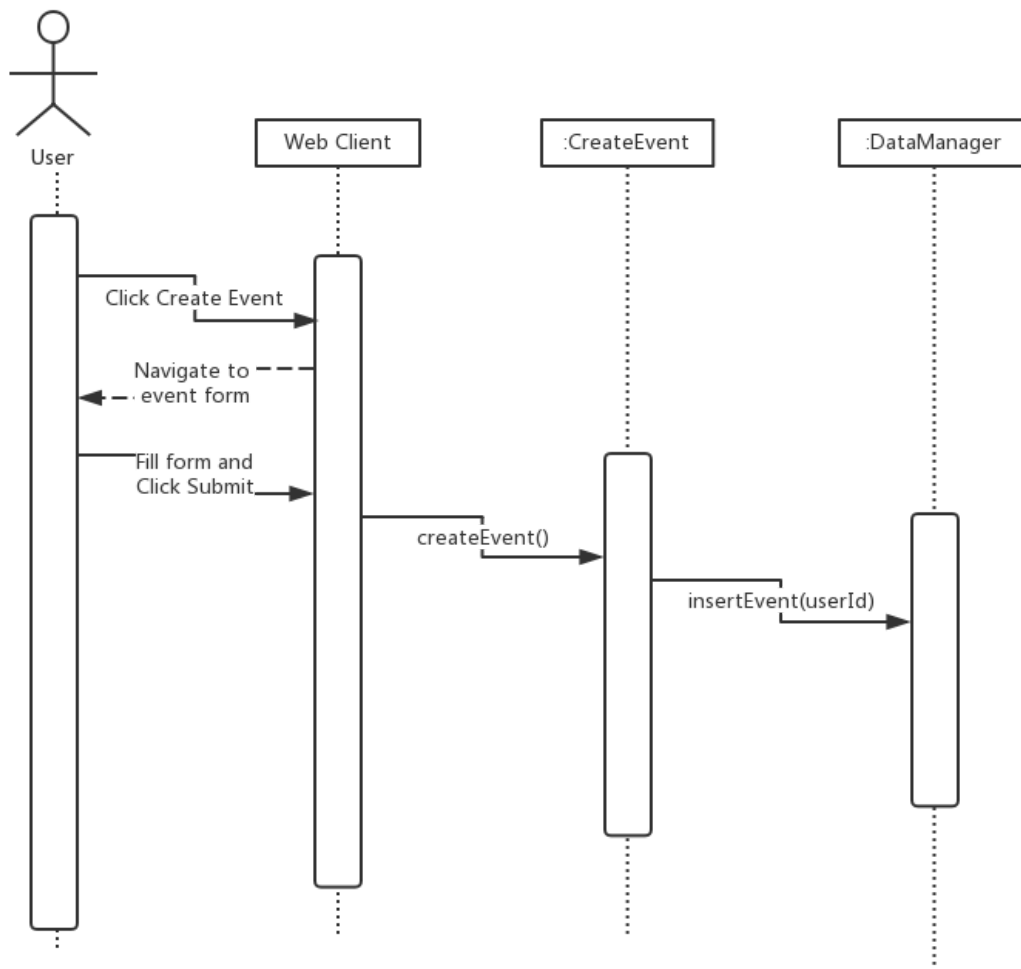 User
Web Client
:CreateEvent
:DataManager
Click Create Event
Navigate to
event form
Fill form and
Click Submit
createEvent()
insertEvent(userId)